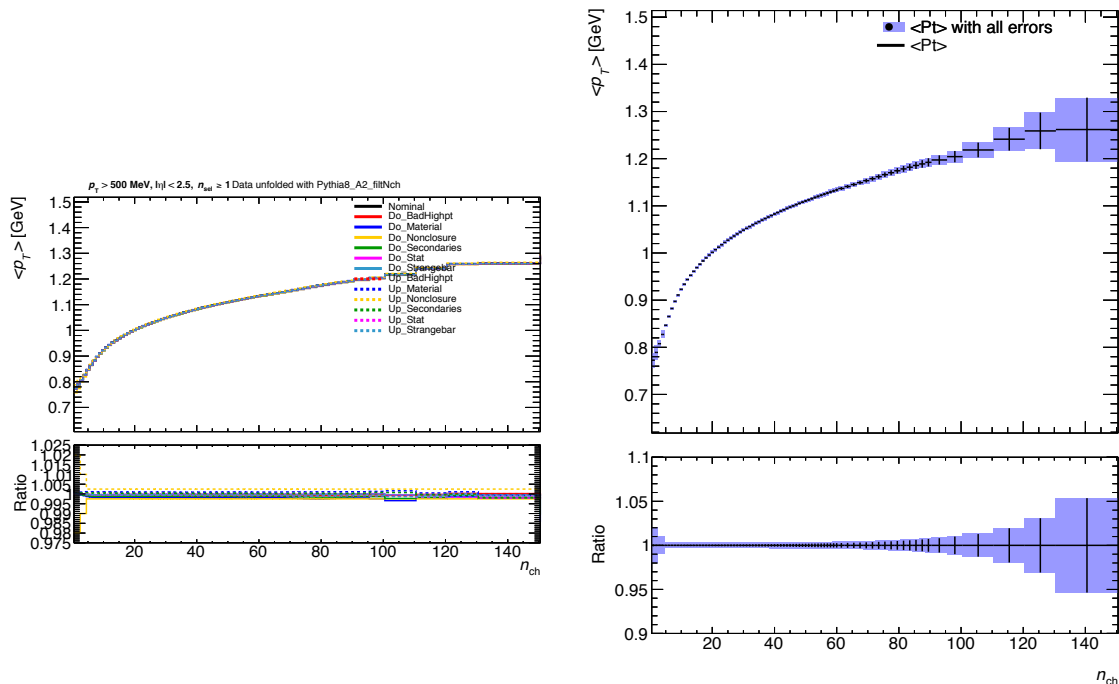 p_T > 500 MeV, |η| < 2.5, n_sel ≥ 1 Data unfolded with Pythia8_A2_filtNch
<p_T> [GeV]
1.5
1.4
1.3
1.2
1.1
1
0.9
0.8
0.7
Nominal
Do_BadHighpt
Do_Material
Do_Nonclosure
Do_Secondaries
Do_Stat
Do_Strangebar
Up_BadHighpt
Up_Material
Up_Nonclosure
Up_Secondaries
Up_Stat
Up_Strangebar
Ratio
1.025
1.02
1.015
1.01
1.005
1
0.995
0.99
0.985
0.98
0.975
20 40 60 80 100 120 140
n_ch
<p_T> [GeV]
1.5
1.4
1.3
1.2
1.1
1
0.9
0.8
0.7
<Pt> with all errors
<Pt>
Ratio
1.1
1.05
1
0.95
0.9
20 40 60 80 100 120 140
n_ch